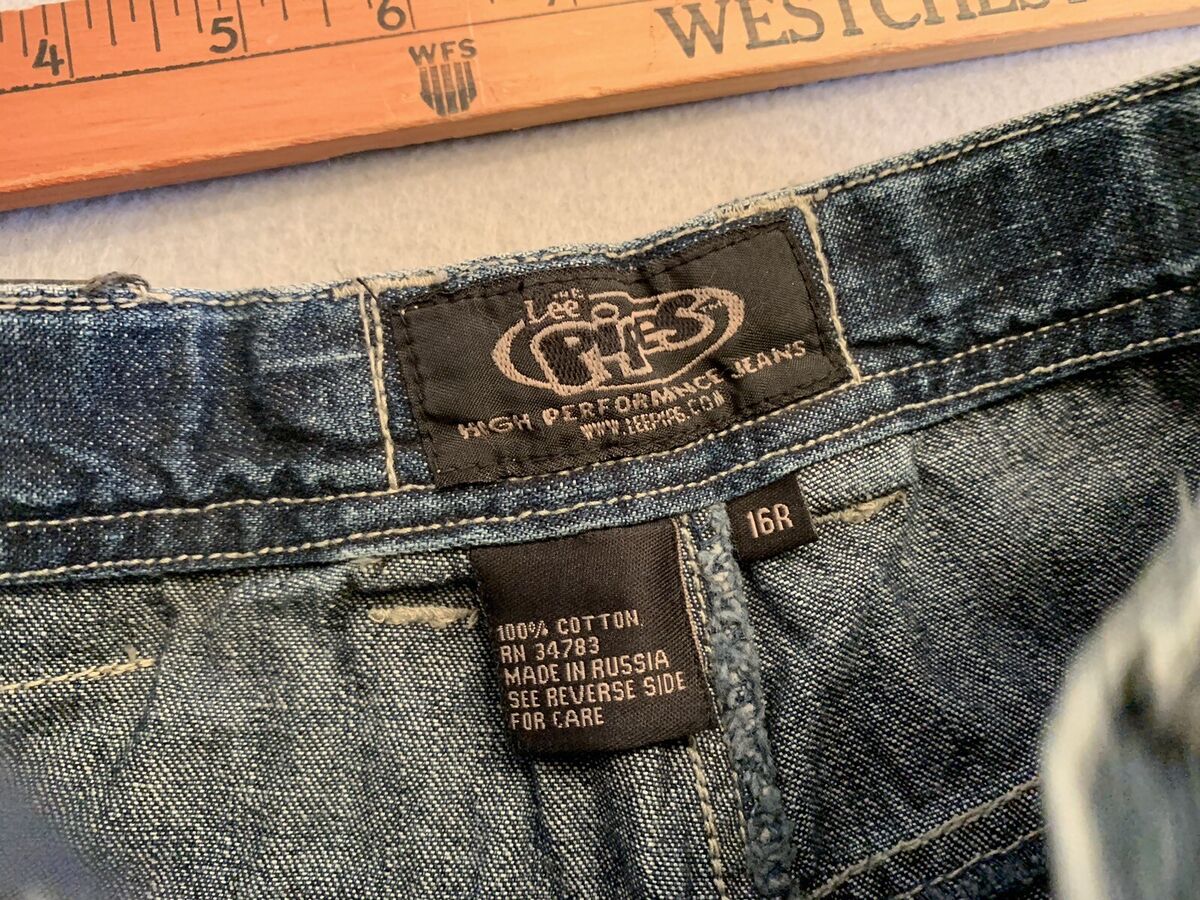 4 5 6
WFS
WESTCHEST
Lee
PIPES
HIGH PERFORMANCE JEANS
WWW.LEEPIPES.COM
16R
100% COTTON
RN 34783
MADE IN RUSSIA
SEE REVERSE SIDE
FOR CARE